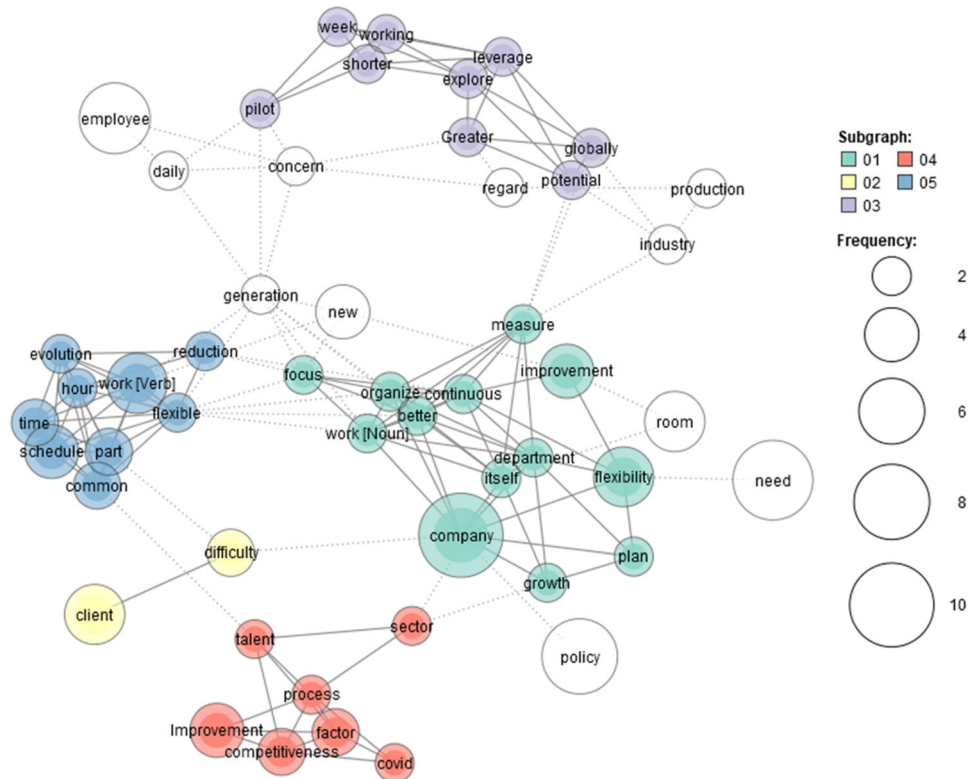 week
working
shorter
leverage
explore
pilot
employee
Greater
globally
daily
concern
regard
potential
production
industry
generation
new
measure
evolution
reduction
hour
work [Verb]
focus
organize
continuous
improvement
time
flexible
better
work [Noun]
room
schedule
part
department
itself
flexibility
need
common
company
difficulty
plan
growth
client
talent
sector
policy
process
Improvement
factor
competitiveness
covid
Subgraph:
01 04
02 05
03
Frequency:
2
4
6
8
10